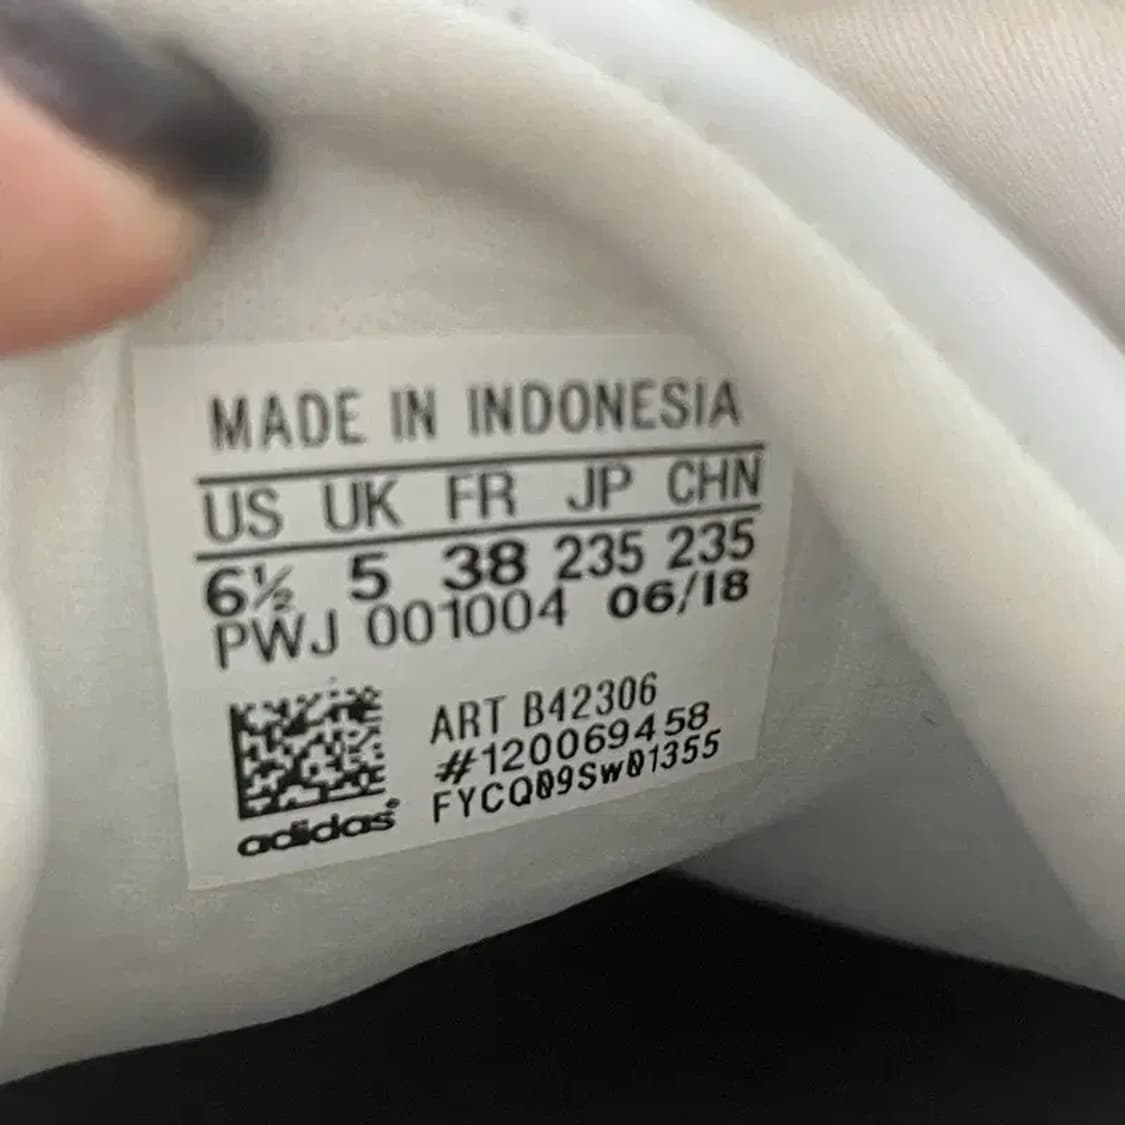 MADE IN INDONESIA
US UK FR JP CHN
6½ 5 38 235 235
PWJ 001004 06/18
ART B42306
#120069458
FYCQ09SW01355
adidas®